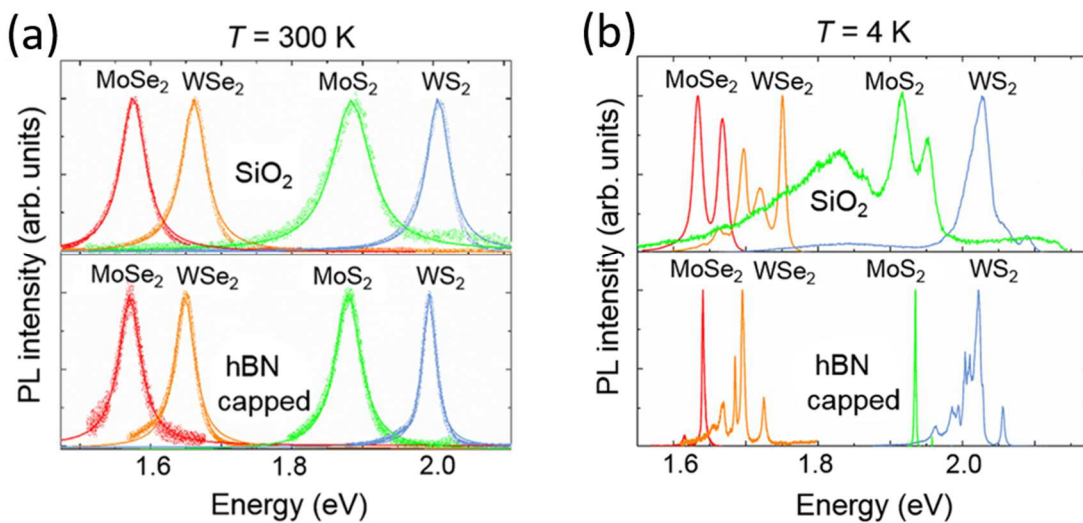 (a)
T = 300 K
MoSe2 WSe2 MoS2 WS2
SiO2
MoSe2 WSe2 MoS2 WS2
hBN
capped
PL intensity (arb. units)
1.6 1.8 2.0
Energy (eV)
(b)
T = 4 K
MoSe2 WSe2 MoS2 WS2
SiO2
MoSe2 WSe2 MoS2 WS2
hBN
capped
PL intensity (arb. units)
1.6 1.8 2.0
Energy (eV)